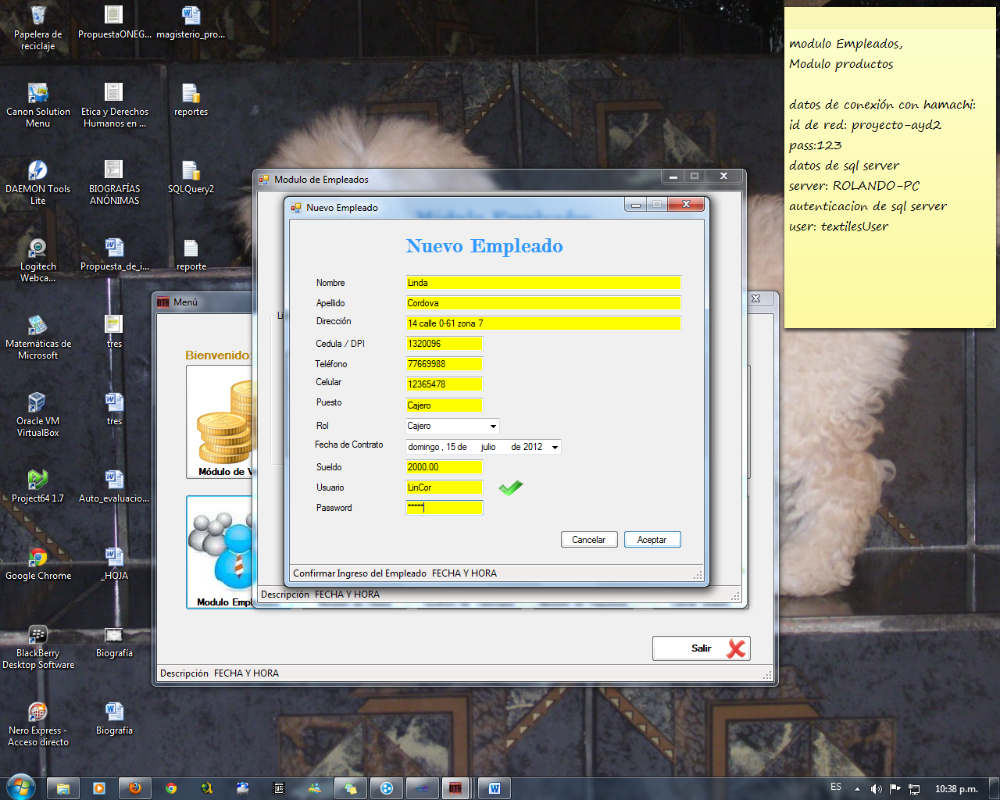 Papelera de
reciclaje
PropuestaONEG...
magisterio_pro...
Canon Solution
Menu
Etica y Derechos
Humanos en ...
reportes
DAEMON Tools
Lite
BIOGRAFÍAS
ANÓNIMAS
SQLQuery2
Logitech
Webca...
Propuesta_de_i...
reporte
Matemáticas de
Microsoft
tres
Oracle VM
VirtualBox
tres
Project64 1.7
Auto_evaluacio...
Google Chrome
_HOJA
BlackBerry
Desktop Software
Biografía
Nero Express -
Acceso directo
Biografía
modulo Empleados,
Modulo productos
datos de conexión con hamachi:
id de red: proyecto-ayd2
pass:123
datos de sql server
server: ROLANDO-PC
autenticacion de sql server
user: textilesUser
Menú
Bienvenido:
Módulo de V
Modulo Emp
Salir
Descripción FECHA Y HORA
Modulo de Empleados
Li
Descripción FECHA Y HORA
Nuevo Empleado
Nuevo Empleado
Nombre Linda
Apellido Cordova
Dirección 14 calle 0-61 zona 7
Cedula / DPI 1320096
Teléfono 77669988
Celular 12365478
Puesto Cajero
Rol Cajero
Fecha de Contrato domingo , 15 de julio de 2012
Sueldo 2000.00
Usuario LinCor
Password *****
Cancelar Aceptar
Confirmar Ingreso del Empleado FECHA Y HORA
ES 10:38 p.m.